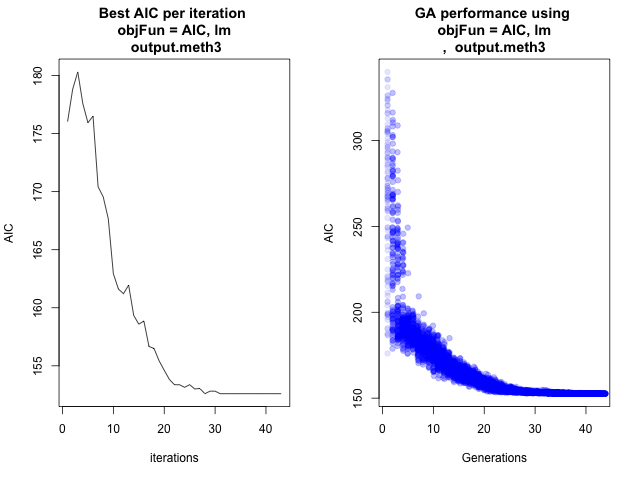 Best AIC per iteration
objFun = AIC, lm
output.meth3
AIC
180
175
170
165
160
155
0 10 20 30 40
iterations
GA performance using
objFun = AIC, lm
, output.meth3
AIC
300
250
200
150
0 10 20 30 40
Generations